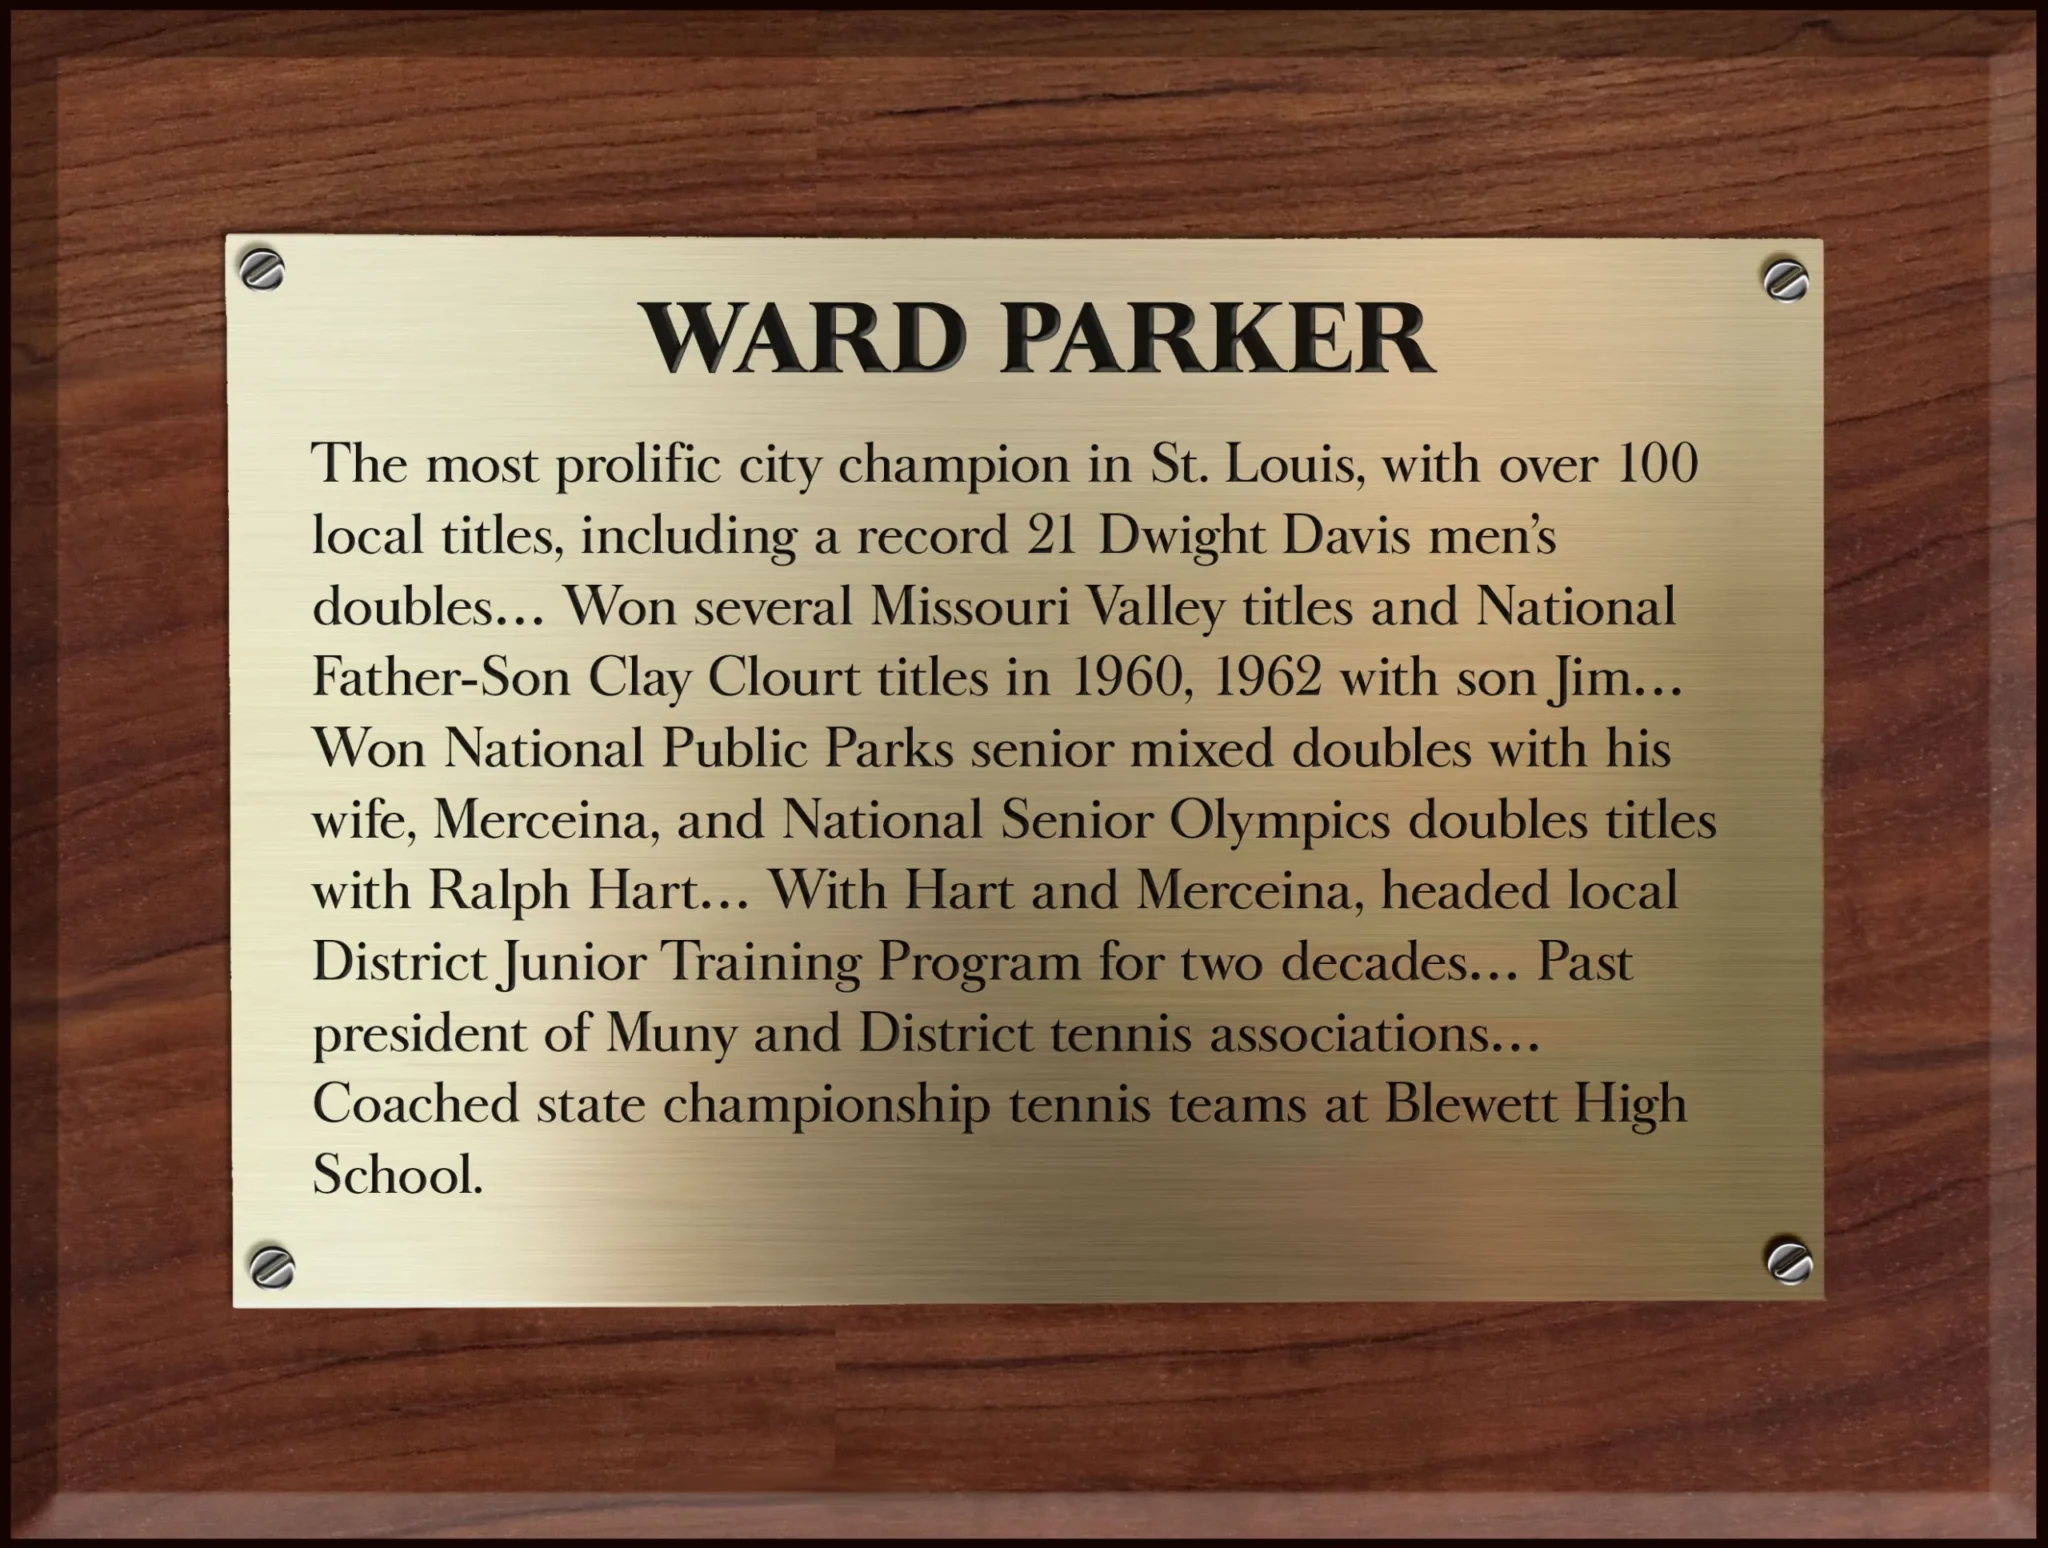 WARD PARKER
The most prolific city champion in St. Louis, with over 100
local titles, including a record 21 Dwight Davis men’s
doubles… Won several Missouri Valley titles and National
Father-Son Clay Clourt titles in 1960, 1962 with son Jim…
Won National Public Parks senior mixed doubles with his
wife, Merceina, and National Senior Olympics doubles titles
with Ralph Hart… With Hart and Merceina, headed local
District Junior Training Program for two decades… Past
president of Muny and District tennis associations…
Coached state championship tennis teams at Blewett High
School.